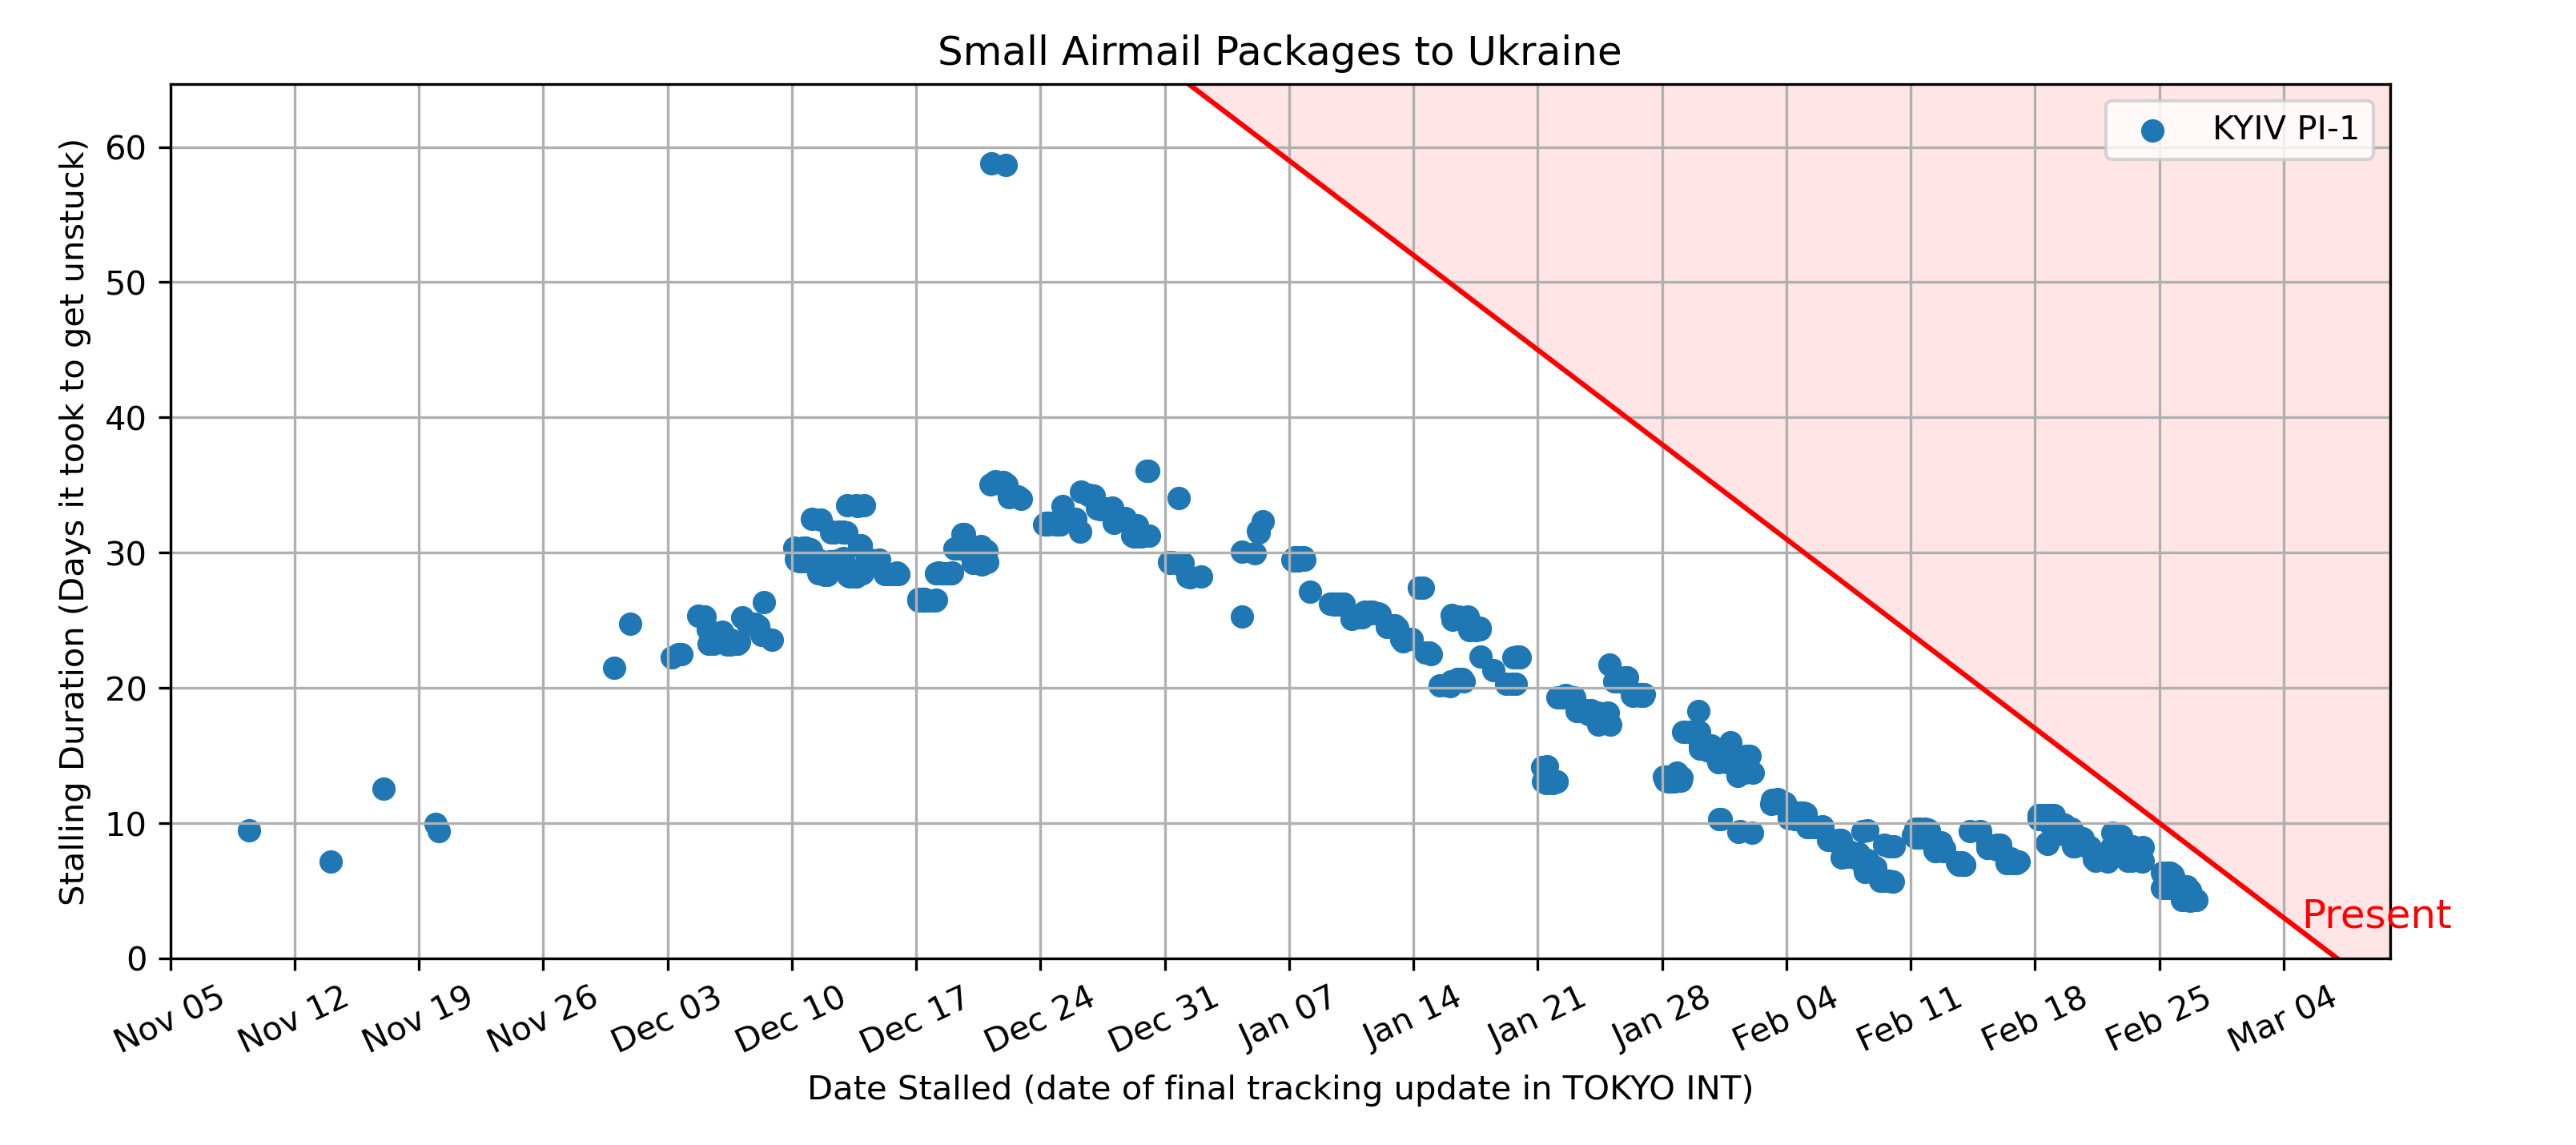 Small Airmail Packages to Ukraine
KYIV PI-1
Stalling Duration (Days it took to get unstuck)
60
50
40
30
20
10
0
Present
Nov 05
Nov 12
Nov 19
Nov 26
Dec 03
Dec 10
Dec 17
Dec 24
Dec 31
Jan 07
Jan 14
Jan 21
Jan 28
Feb 04
Feb 11
Feb 18
Feb 25
Mar 04
Date Stalled (date of final tracking update in TOKYO INT)